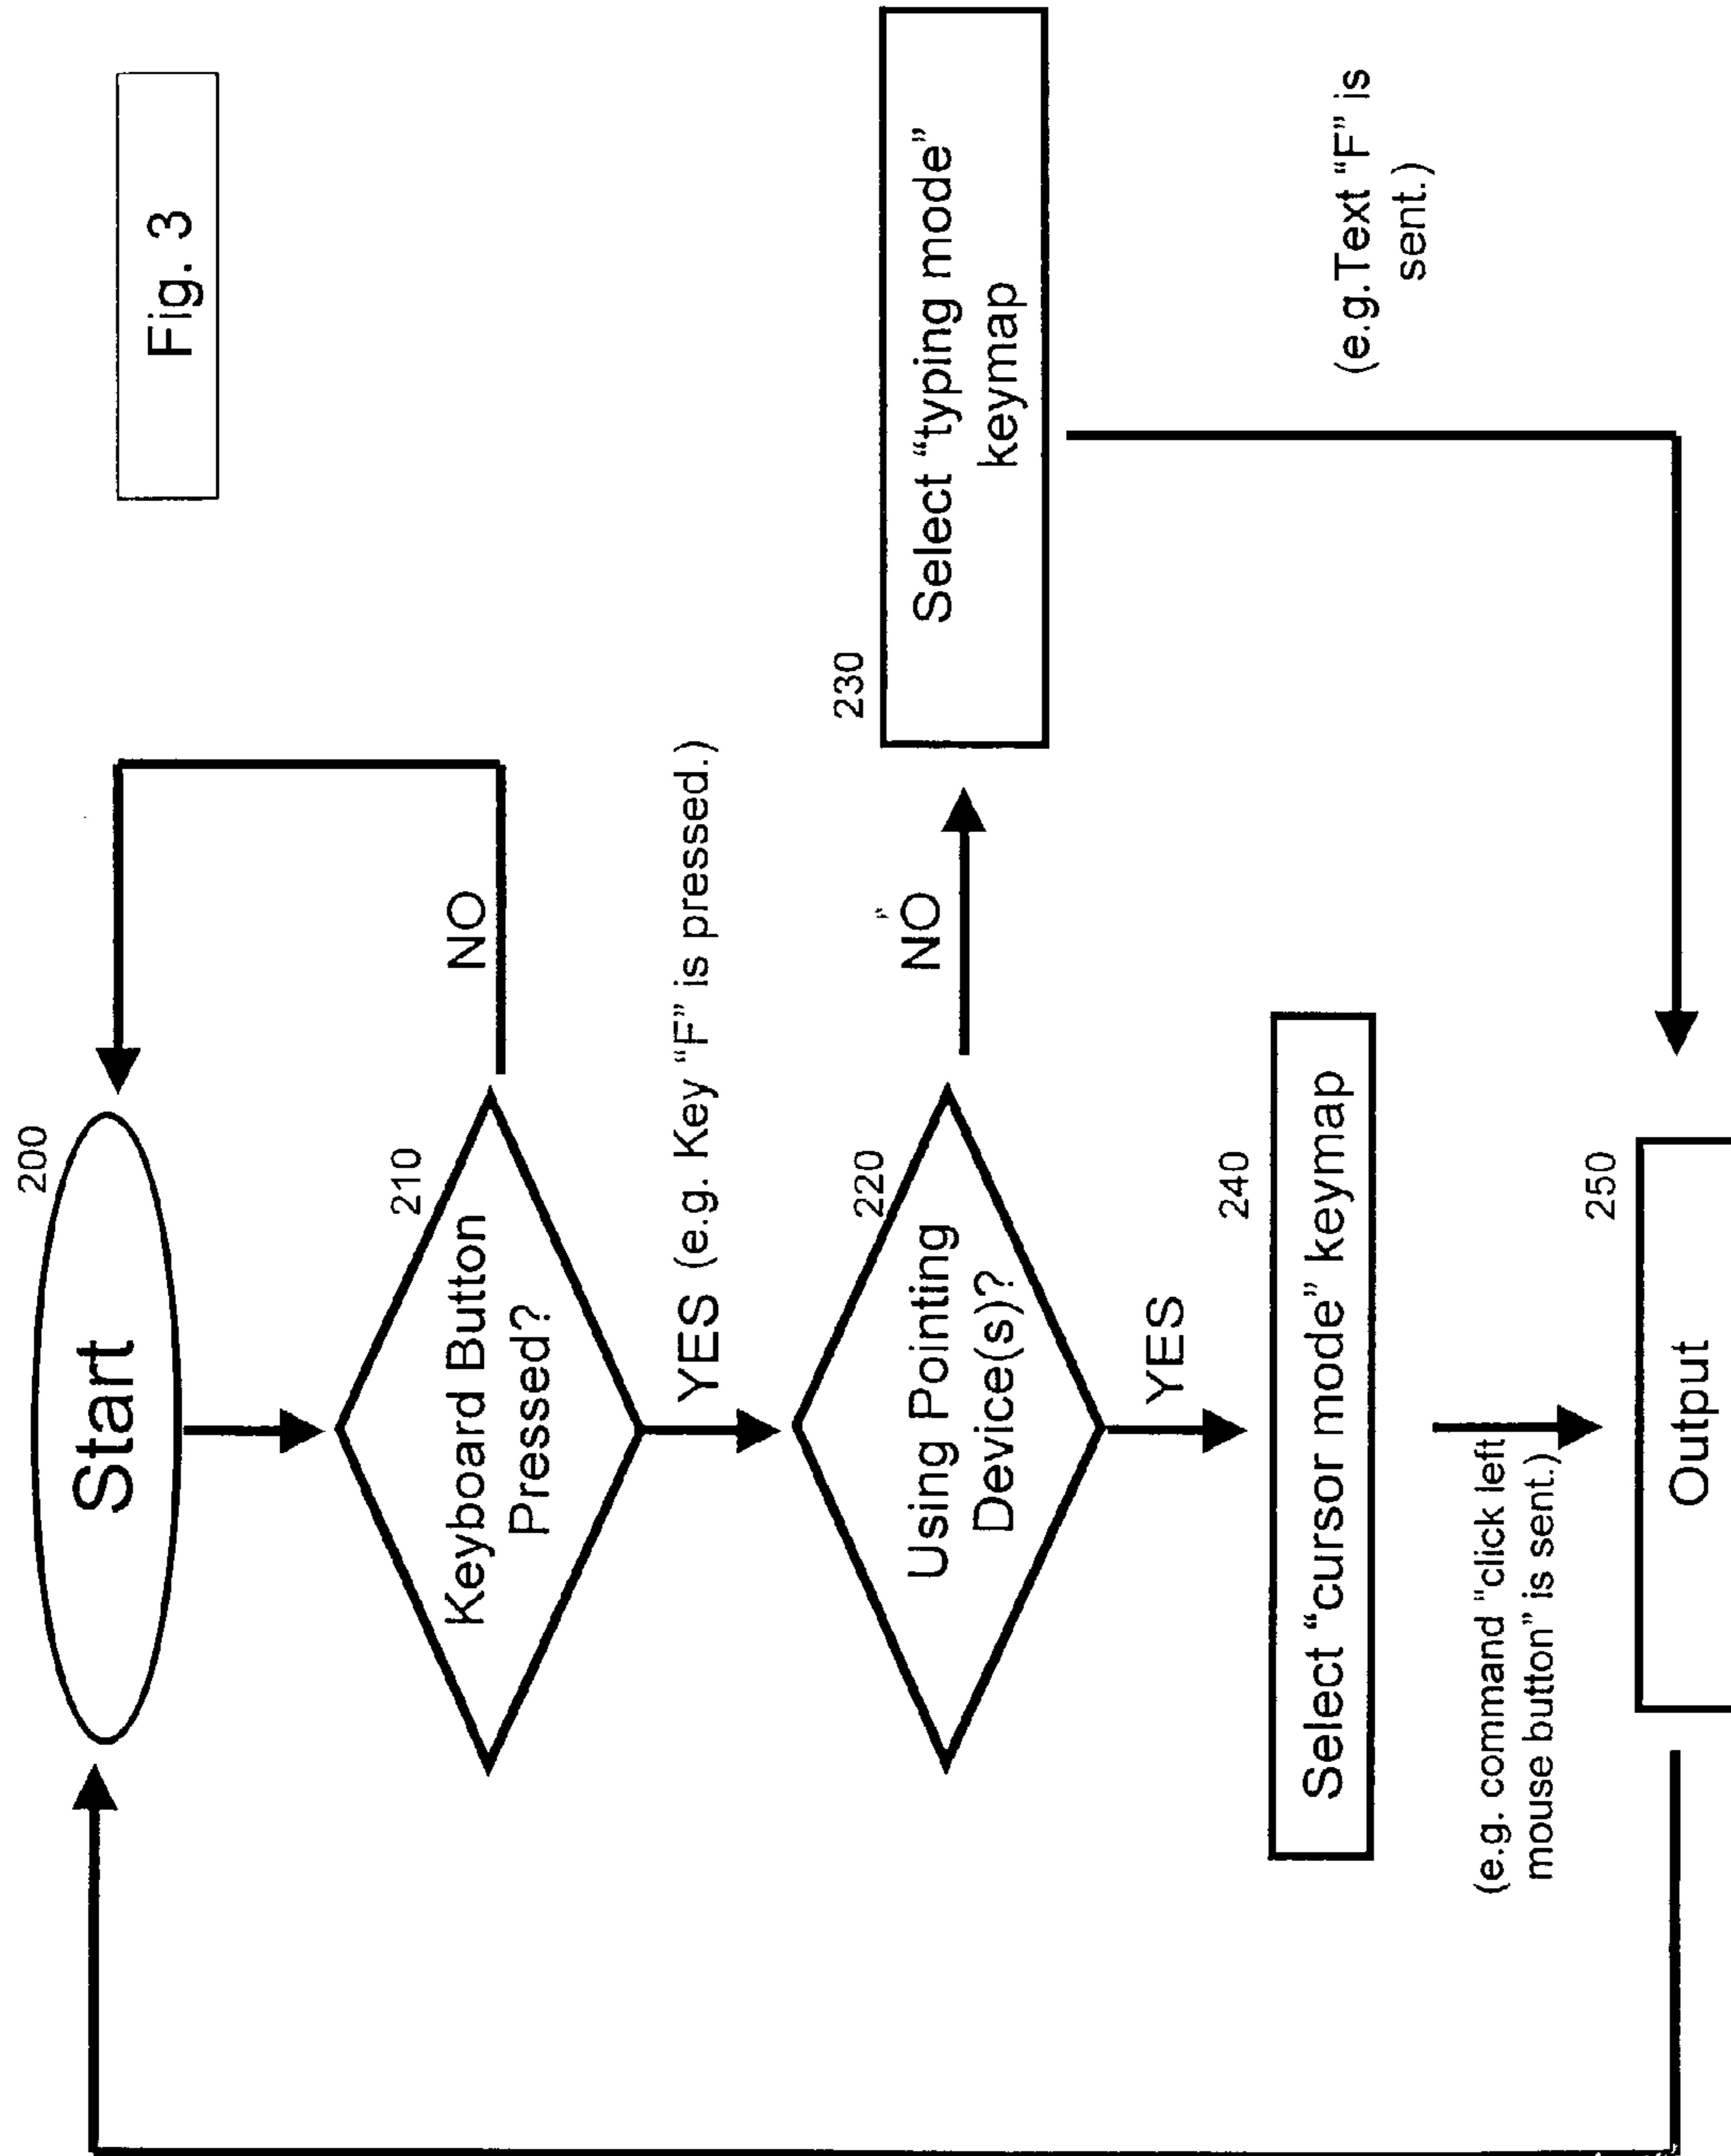 Fig. 3
200
Start
210
Keyboard Button
Pressed?
NO
YES (e.g. Key “F” is pressed.)
220
Using Pointing
Device(s)?
NO
230
Select “typing mode”
keymap
YES
240
Select “cursor mode” keymap
(e.g.Text “F” is
sent.)
(e.g. command "click left
mouse button” is sent.)
250
Output